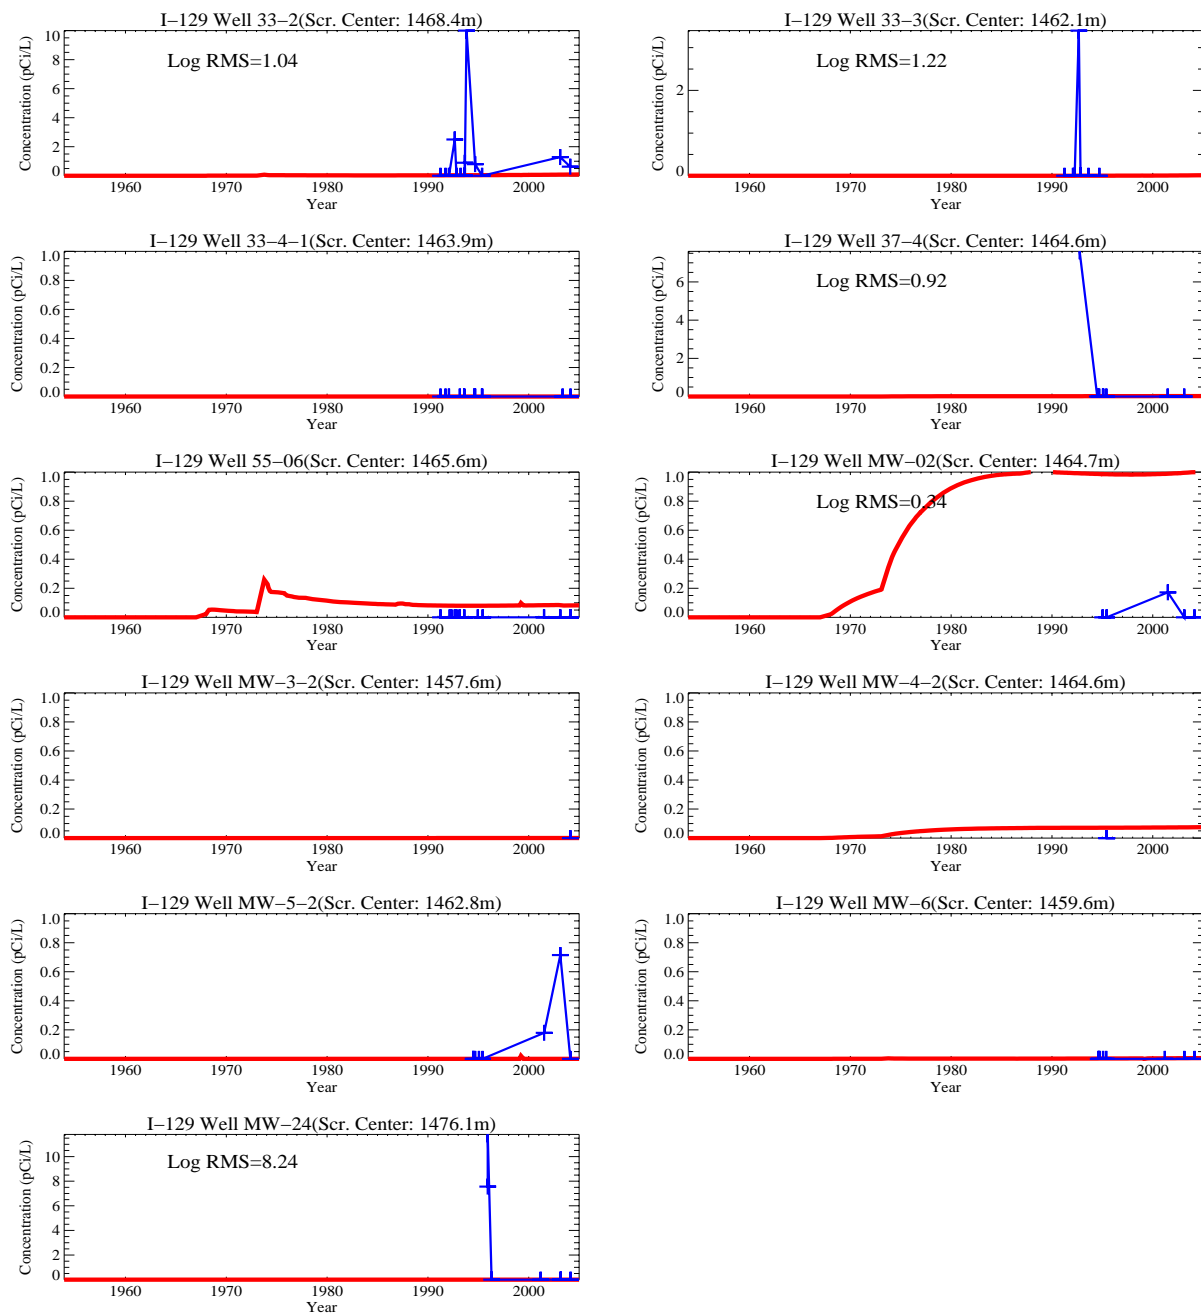 I−129 Well 33−2(Scr. Center: 1468.4m)
Concentration (pCi/L)
10
8
6
4
2
0
Log RMS=1.04
1960 1970 1980 1990 2000
Year
I−129 Well 33−3(Scr. Center: 1462.1m)
Concentration (pCi/L)
2
0
Log RMS=1.22
1960 1970 1980 1990 2000
Year
I−129 Well 33−4−1(Scr. Center: 1463.9m)
Concentration (pCi/L)
1.0
0.8
0.6
0.4
0.2
0.0
1960 1970 1980 1990 2000
Year
I−129 Well 37−4(Scr. Center: 1464.6m)
Concentration (pCi/L)
6
4
2
0
Log RMS=0.92
1960 1970 1980 1990 2000
Year
I−129 Well 55−06(Scr. Center: 1465.6m)
Concentration (pCi/L)
1.0
0.8
0.6
0.4
0.2
0.0
1960 1970 1980 1990 2000
Year
I−129 Well MW−02(Scr. Center: 1464.7m)
Concentration (pCi/L)
1.0
0.8
0.6
0.4
0.2
0.0
Log RMS=0.34
1960 1970 1980 1990 2000
Year
I−129 Well MW−3−2(Scr. Center: 1457.6m)
Concentration (pCi/L)
1.0
0.8
0.6
0.4
0.2
0.0
1960 1970 1980 1990 2000
Year
I−129 Well MW−4−2(Scr. Center: 1464.6m)
Concentration (pCi/L)
1.0
0.8
0.6
0.4
0.2
0.0
1960 1970 1980 1990 2000
Year
I−129 Well MW−5−2(Scr. Center: 1462.8m)
Concentration (pCi/L)
1.0
0.8
0.6
0.4
0.2
0.0
1960 1970 1980 1990 2000
Year
I−129 Well MW−6(Scr. Center: 1459.6m)
Concentration (pCi/L)
1.0
0.8
0.6
0.4
0.2
0.0
1960 1970 1980 1990 2000
Year
I−129 Well MW−24(Scr. Center: 1476.1m)
Concentration (pCi/L)
10
8
6
4
2
0
Log RMS=8.24
1960 1970 1980 1990 2000
Year